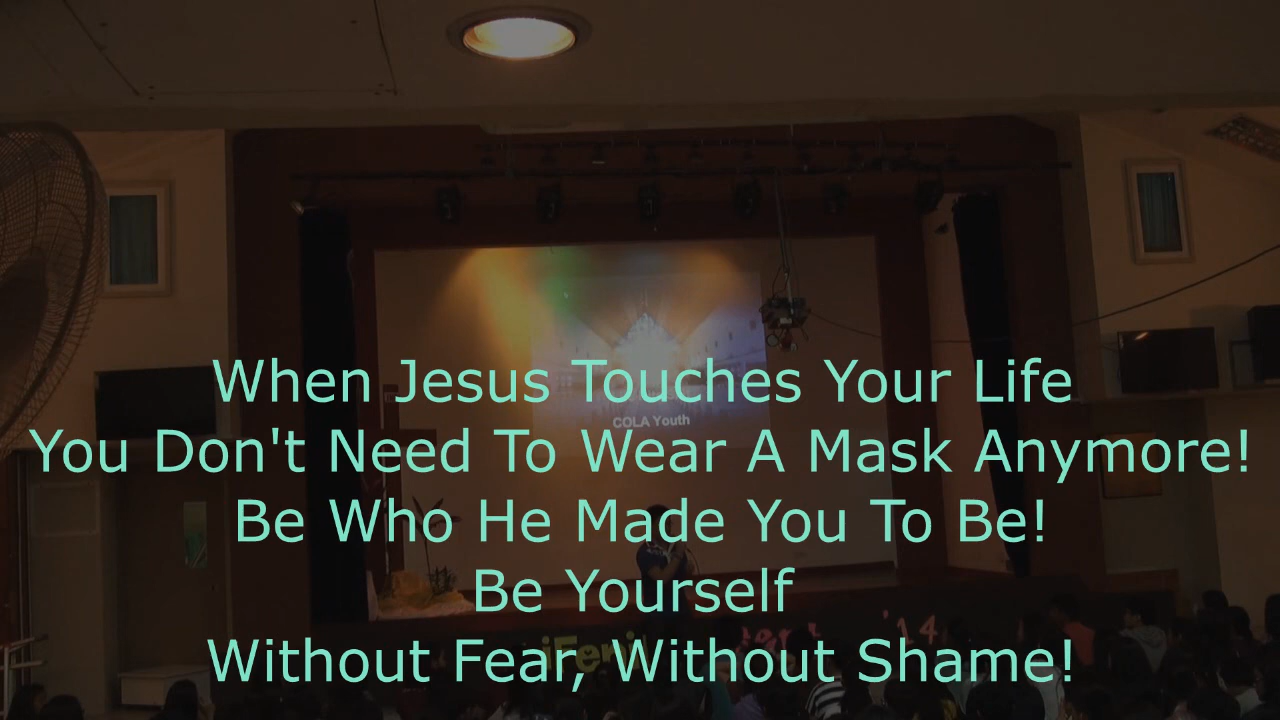 COLA Youth
When Jesus Touches Your Life
You Don't Need To Wear A Mask Anymore!
Be Who He Made You To Be!
Be Yourself
Without Fear, Without Shame!
'14